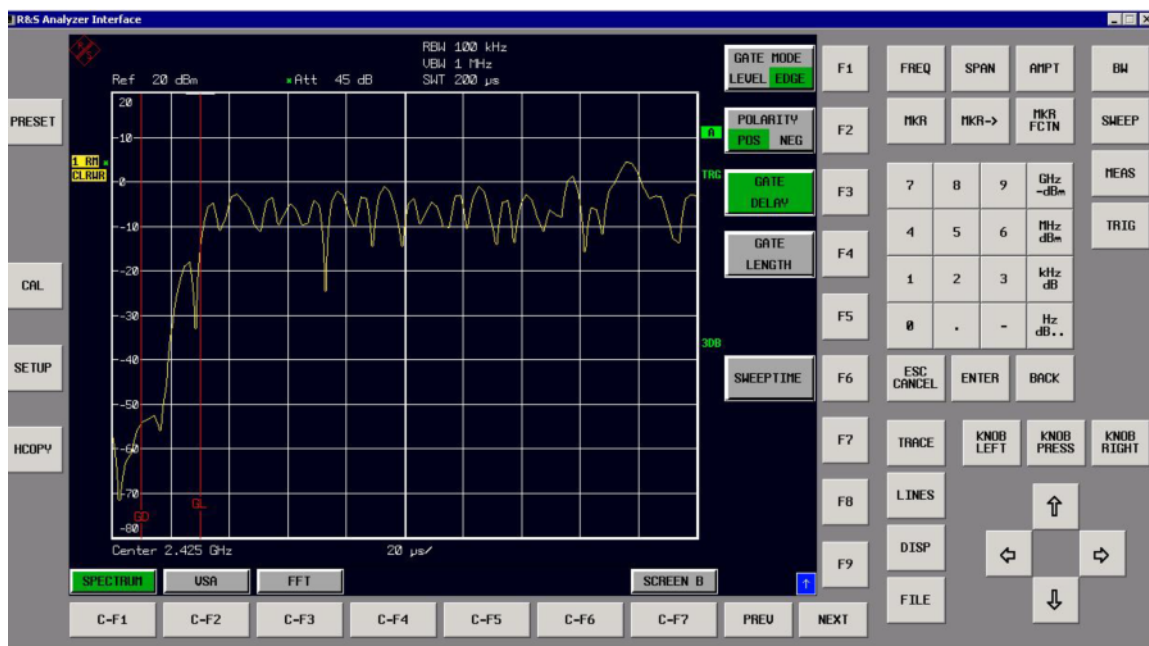 R&S Analyzer Interface
RBW 100 kHz
VBW 1 MHz
Ref 20 dBm *Att 45 dB SWT 200 µs
20
-10
-0
-10
-20
-30
-40
-50
-60
-70
-80
1 RM *
CLRWR
A
TRG
3DB
GD
GL
Center 2.425 GHz 20 µs/
GATE MODE
LEVEL EDGE
POLARITY
POS NEG
GATE
DELAY
GATE
LENGTH
SWEEPTIME
SPECTRUM VSA FFT SCREEN B
PRESET
CAL
SETUP
HCOPY
F1
F2
F3
F4
F5
F6
F7
F8
F9
C-F1 C-F2 C-F3 C-F4 C-F5 C-F6 C-F7 PREV NEXT
FREQ SPAN AMPT BW
MKR MKR-> MKR FCTN SWEEP
7 8 9 GHz -dBm MEAS
4 5 6 MHz dBm TRIG
1 2 3 kHz dB
0 . - Hz dB..
ESC CANCEL ENTER BACK
TRACE KNOB LEFT KNOB PRESS KNOB RIGHT
LINES
DISP
FILE